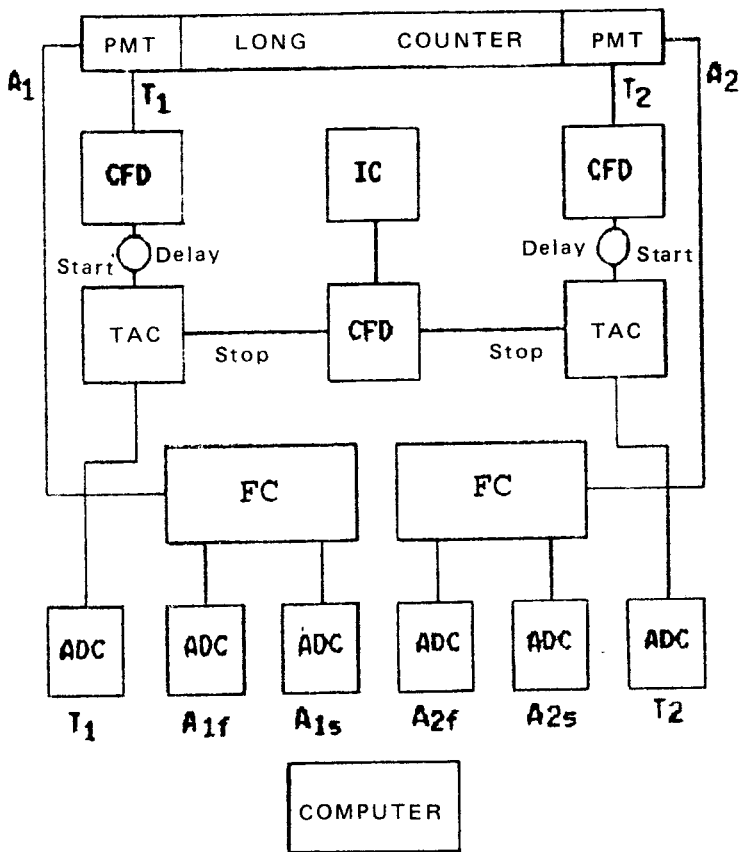 PMT LONG COUNTER PMT
A1 T1 T2 A2
CFD IC CFD
Start Delay Delay Start
TAC CFD TAC
Stop Stop
FC FC
ADC ADC ADC ADC ADC ADC
T1 A1f A1s A2f A2s T2
COMPUTER